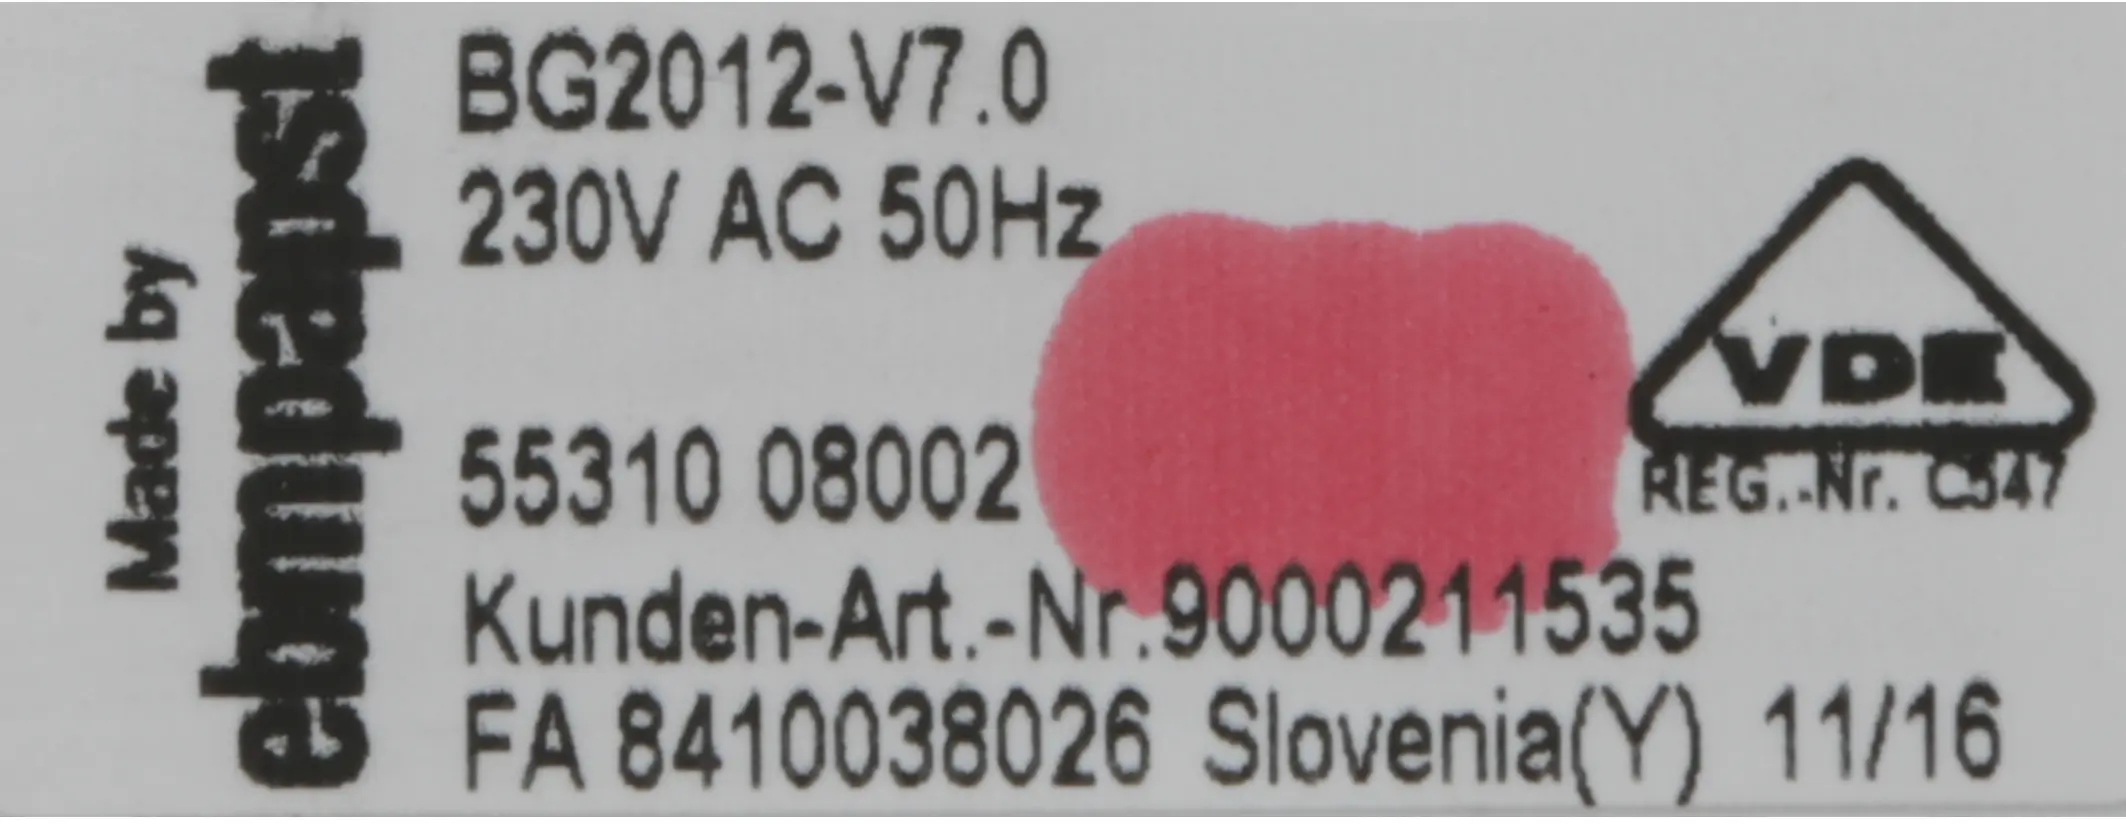 Made by
ebmpapst
BG2012-V7.0
230V AC 50Hz
55310 08002
Kunden-Art.-Nr.9000211535
FA 8410038026 Slovenia(Y) 11/16
VDE
REG.-Nr. C547